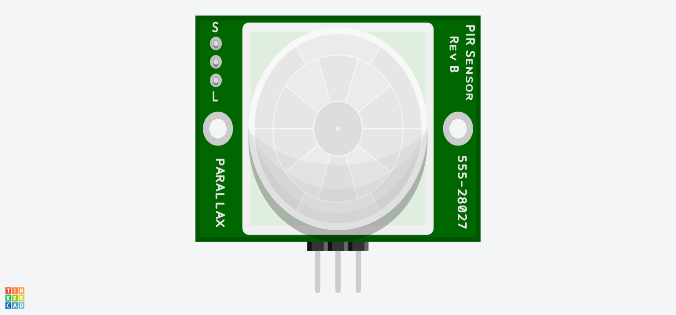 S
L
PARALLAX
PIR SENSOR
REV B
555-28027
TIN
KER
CAD